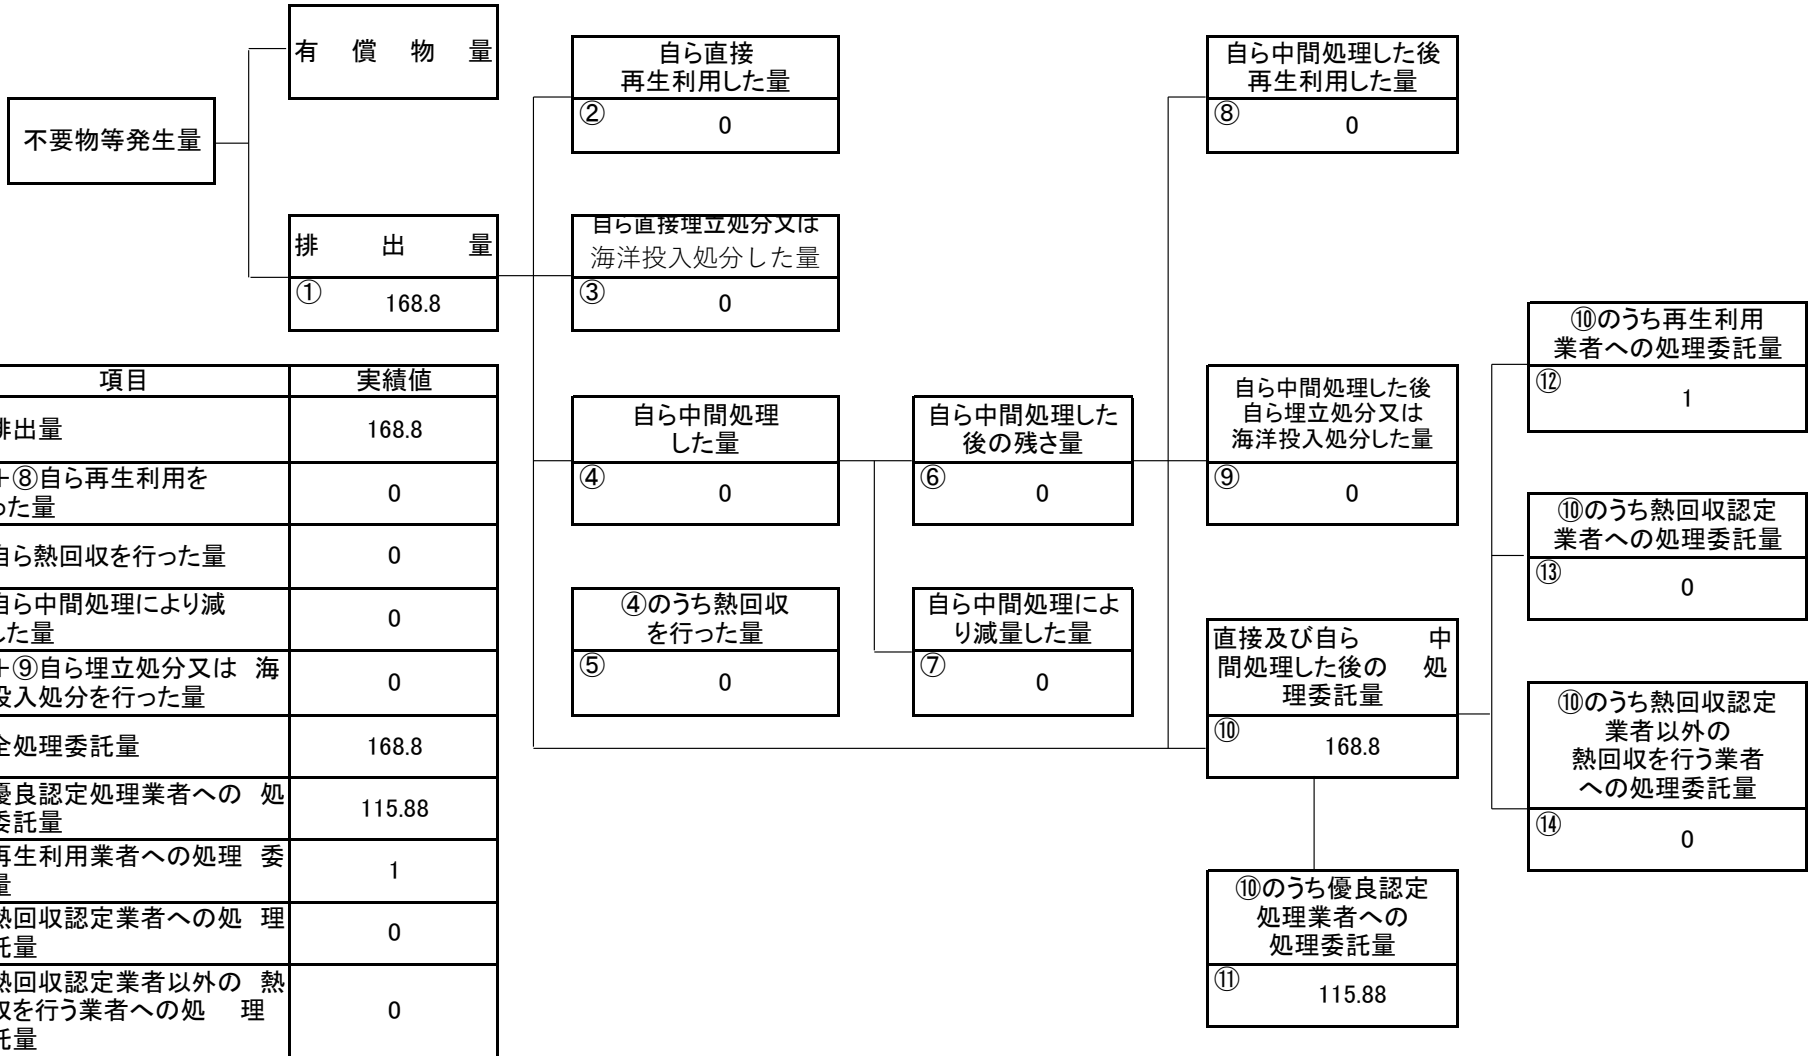 有 償 物 量
不要物等発生量
排 出 量
①
168.8
自ら直接
再生利用した量
②
0
自ら直接埋立処分又は
海洋投入処分した量
③
0
自ら中間処理
した量
④
0
④のうち熱回収
を行った量
⑤
0
自ら中間処理した
後の残さ量
⑥
0
自ら中間処理によ
り減量した量
⑦
0
自ら中間処理した後
再生利用した量
⑧
0
自ら中間処理した後
自ら埋立処分又は
海洋投入処分した量
⑨
0
直接及び自ら 中
間処理した後の 処
理委託量
⑩
168.8
⑩のうち優良認定
処理業者への
処理委託量
⑪
115.88
⑩のうち再生利用
業者への処理委託量
⑫
1
⑩のうち熱回収認定
業者への処理委託量
⑬
0
⑩のうち熱回収認定
業者以外の
熱回収を行う業者
への処理委託量
⑭
0
項目 実績値
排出量 168.8
+⑧自ら再生利用を
った量
0
自ら熱回収を行った量 0
自ら中間処理により減
した量
0
+⑨自ら埋立処分又は 海
投入処分を行った量
0
全処理委託量 168.8
優良認定処理業者への 処
委託量
115.88
再生利用業者への処理 委
量
1
熱回収認定業者への処 理
託量
0
熱回収認定業者以外の 熱
収を行う業者への処 理
託量
0